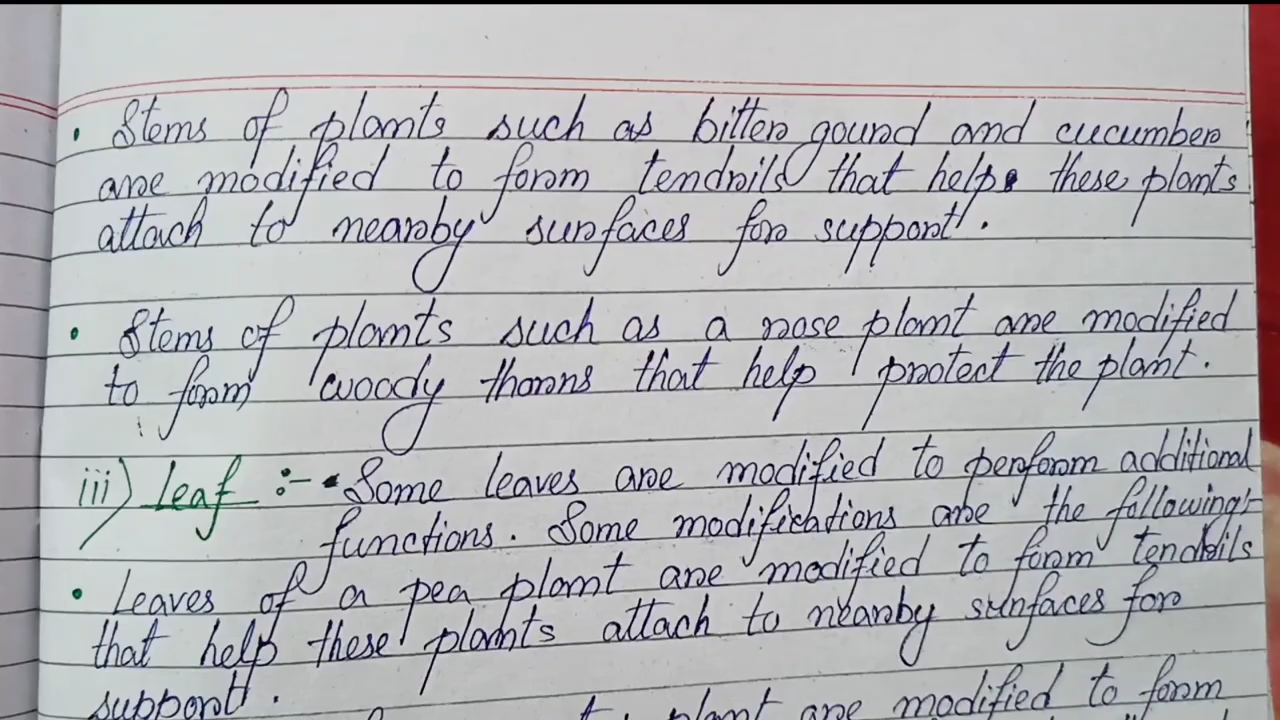 • Stems of plants such as bitter gourd and cucumber
are modified to form tendrils that help these plants
attach to nearby surfaces for support.
• Stems of plants such as a rose plant are modified
to form woody thorns that help protect the plant.
iii) Leaf :- Some leaves are modified to perform additional
functions. Some modifications are the following:-
• Leaves of a pea plant are modified to form tendrils
that help these plants attach to nearby surfaces for
support.
plant are modified to form